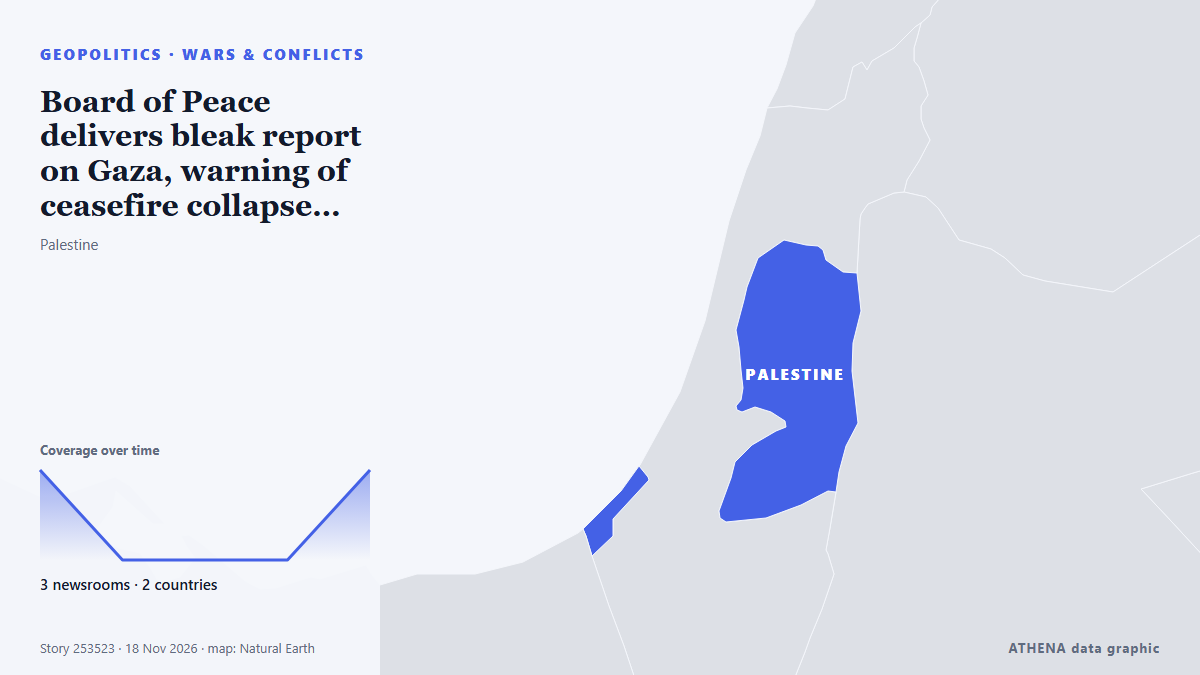 GEOPOLITICS · WARS & CONFLICTS
Board of Peace
delivers bleak report
on Gaza, warning of
ceasefire collapse...
Palestine
PALESTINE
Coverage over time
3 newsrooms · 2 countries
Story 253523 · 18 Nov 2026 · map: Natural Earth
ATHENA data graphic